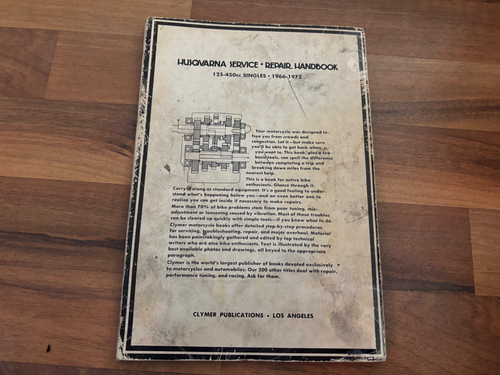 HUSQVARNA SERVICE • REPAIR HANDBOOK
125-450cc SINGLES • 1966-1972
Your motorcycle was designed to
free you from crowds and
congestion. Let it—but make sure
you'll be able to get back when
you want to. This book, plus a few
basic tools, can spell the difference
between completing a trip and
breaking down miles from the
nearest help.
This is a book for active bike
enthusiasts. Glance through it.
Carry it along as standard equipment. It's a good feeling to under-
stand what's happening below you—and an even better one to
realize you can get inside if necessary to make repairs.
More than 70% of bike problems stem from poor tuning, mis-
adjustment or loosening caused by vibration. Most of these troubles
can be cleared up quickly with simple tools—if you know what to do.
Clymer motorcycle books offer detailed step-by-step procedures
for servicing, troubleshooting, repair, and major overhaul. Material
has been painstakingly gathered and edited by top technical
writers who are also bike enthusiasts. Text is illustrated by the very
best available photos and drawings, all keyed to the appropriate
paragraph.
Clymer is the world's largest publisher of books devoted exclusively
to motorcycles and automobiles. Our 200 other titles deal with repair,
performance tuning, and racing. Ask for them.
CLYMER PUBLICATIONS • LOS ANGELES